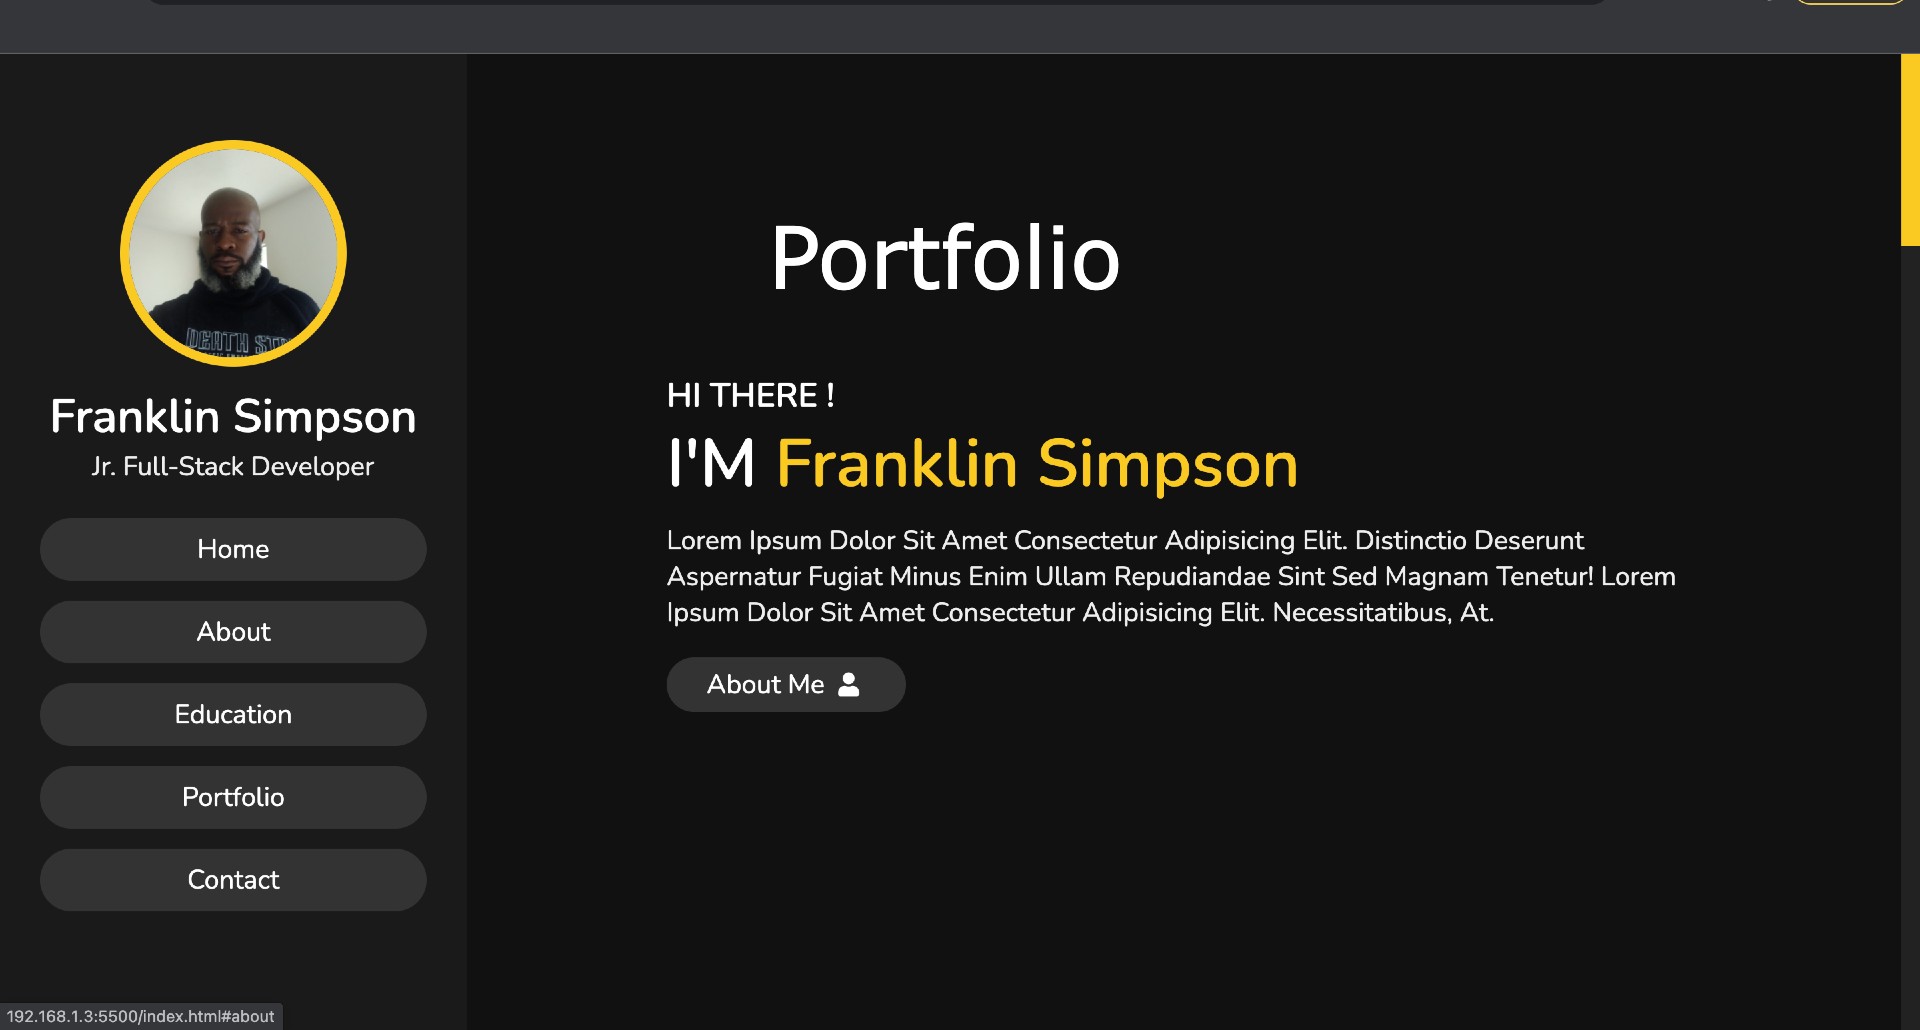 DEATH ST
Franklin Simpson
Jr. Full-Stack Developer
Home
About
Education
Portfolio
Contact
Portfolio
HI THERE !
I'M Franklin Simpson
Lorem Ipsum Dolor Sit Amet Consectetur Adipisicing Elit. Distinctio Deserunt
Aspernatur Fugiat Minus Enim Ullam Repudiandae Sint Sed Magnam Tenetur! Lorem
Ipsum Dolor Sit Amet Consectetur Adipisicing Elit. Necessitatibus, At.
About Me
192.168.1.3:5500/index.html#about